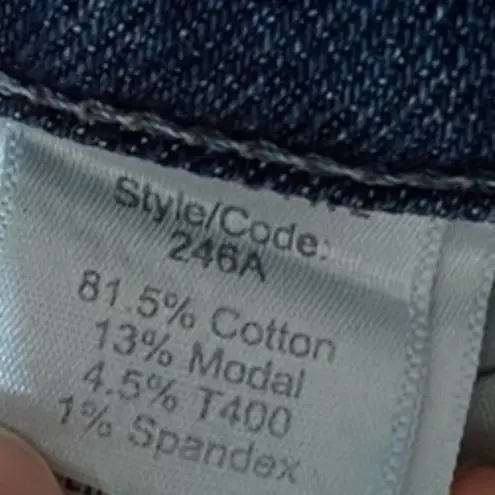 Style/Code:
246A
81.5% Cotton
13% Modal
4.5% T400
1% Spandex